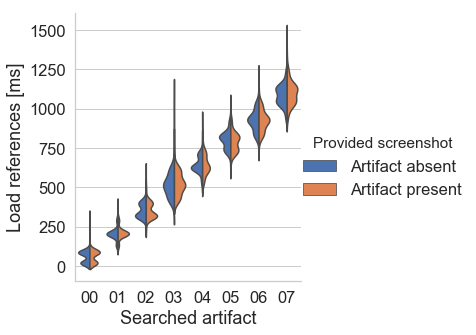 Load references [ms]
1500
1250
1000
750
500
250
0
00 01 02 03 04 05 06 07
Searched artifact
Provided screenshot
Artifact absent
Artifact present